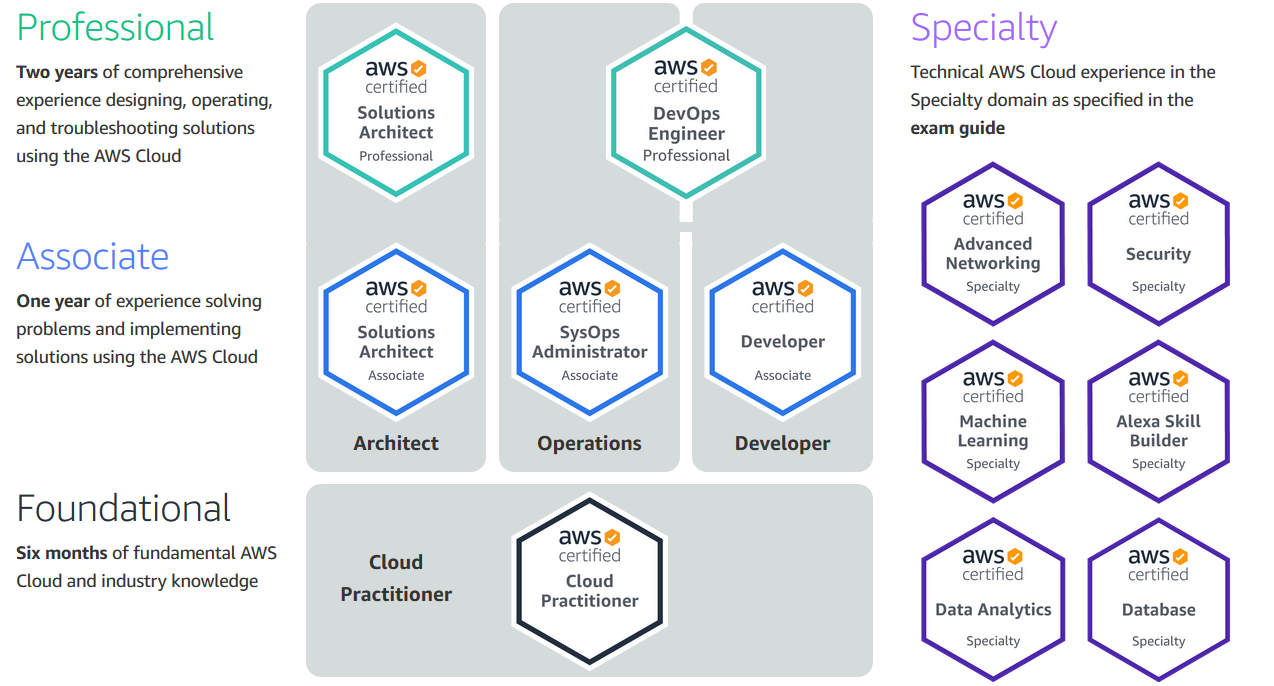 Professional
Two years of comprehensive
experience designing, operating,
and troubleshooting solutions
using the AWS Cloud
aws
certified
Solutions
Architect
Professional
aws
certified
DevOps
Engineer
Professional
Associate
One year of experience solving
problems and implementing
solutions using the AWS Cloud
aws
certified
Solutions
Architect
Associate
aws
certified
SysOps
Administrator
Associate
aws
certified
Developer
Associate
Architect
Operations
Developer
Foundational
Six months of fundamental AWS
Cloud and industry knowledge
Cloud
Practitioner
aws
certified
Cloud
Practitioner
Specialty
Technical AWS Cloud experience in the
Specialty domain as specified in the
exam guide
aws
certified
Advanced
Networking
Specialty
aws
certified
Security
Specialty
aws
certified
Machine
Learning
Specialty
aws
certified
Alexa Skill
Builder
Specialty
aws
certified
Data Analytics
Specialty
aws
certified
Database
Specialty